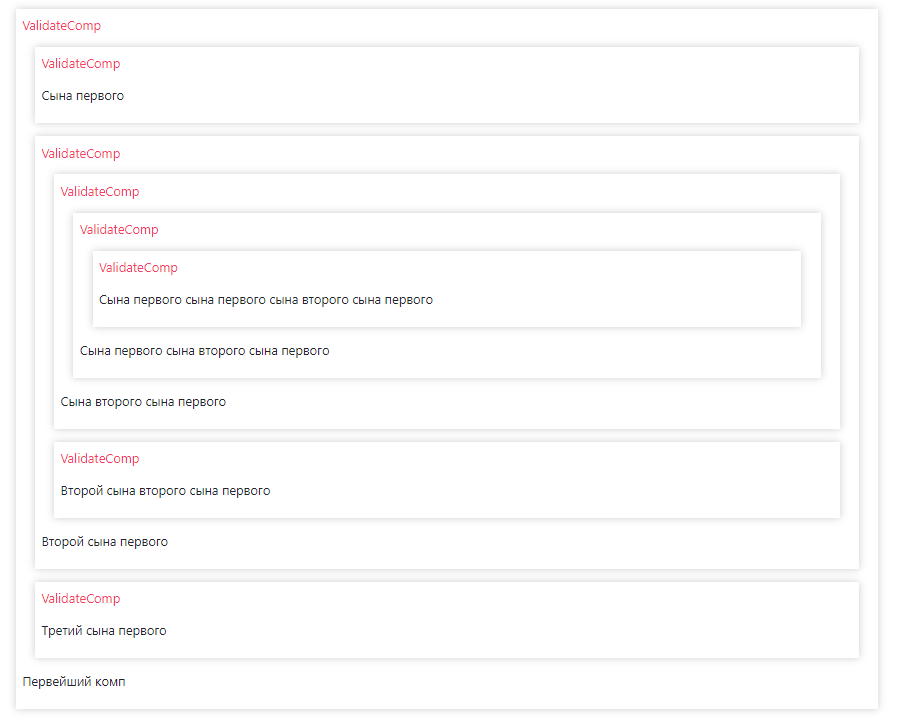 ValidateComp
ValidateComp
Сына первого
ValidateComp
ValidateComp
ValidateComp
ValidateComp
Сына первого сына первого сына второго сына первого
Сына первого сына второго сына первого
Сына второго сына первого
ValidateComp
Второй сына второго сына первого
Второй сына первого
ValidateComp
Третий сына первого
Первейший комп